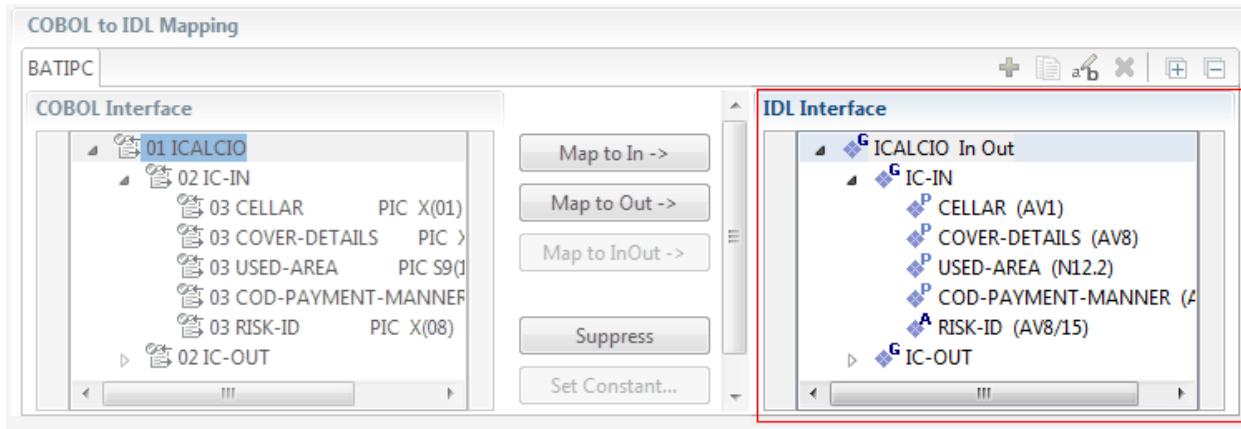 COBOL to IDL Mapping
BATIPC
COBOL Interface
01 ICALCIO
02 IC-IN
03 CELLAR PIC X(01)
03 COVER-DETAILS PIC
03 USED-AREA PIC S9(1
03 COD-PAYMENT-MANNER
03 RISK-ID PIC X(08)
02 IC-OUT
Map to In ->
Map to Out ->
Map to InOut ->
Suppress
Set Constant...
IDL Interface
G ICALCIO In Out
G IC-IN
P CELLAR (AV1)
P COVER-DETAILS (AV8)
P USED-AREA (N12.2)
P COD-PAYMENT-MANNER (A
A RISK-ID (AV8/15)
G IC-OUT